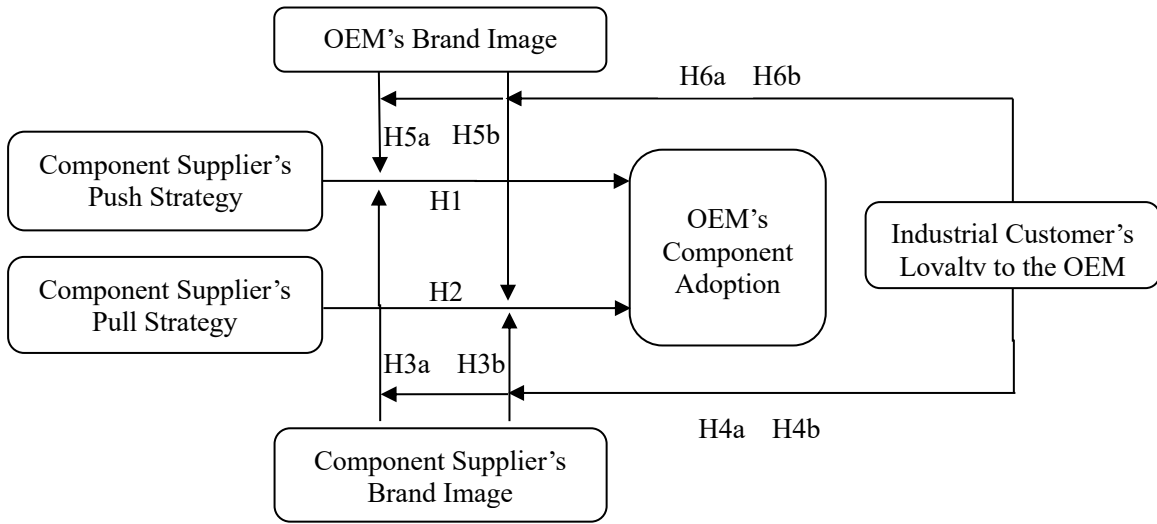 OEM’s Brand Image
H6a H6b
H5a H5b
Component Supplier’s
Push Strategy
H1
OEM’s
Component
Adoption
Industrial Customer’s
Lovaltv to the OEM
Component Supplier’s
Pull Strategy
H2
H3a H3b
H4a H4b
Component Supplier’s
Brand Image